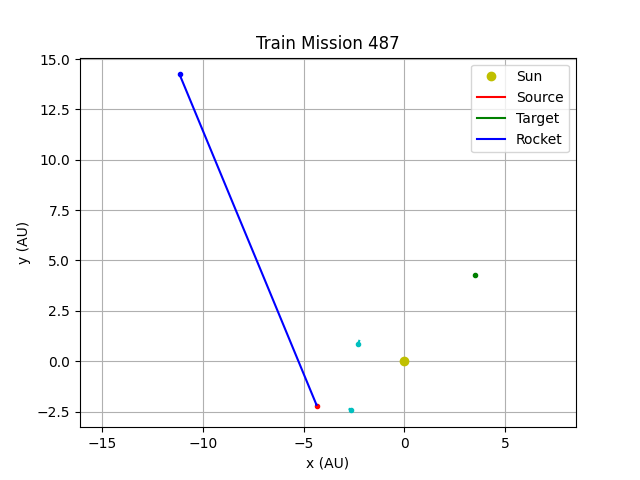 Train Mission 487
15.0
12.5
10.0
7.5
5.0
2.5
0.0
−2.5
y (AU)
−15
−10
−5
0
5
x (AU)
Sun
Source
Target
Rocket